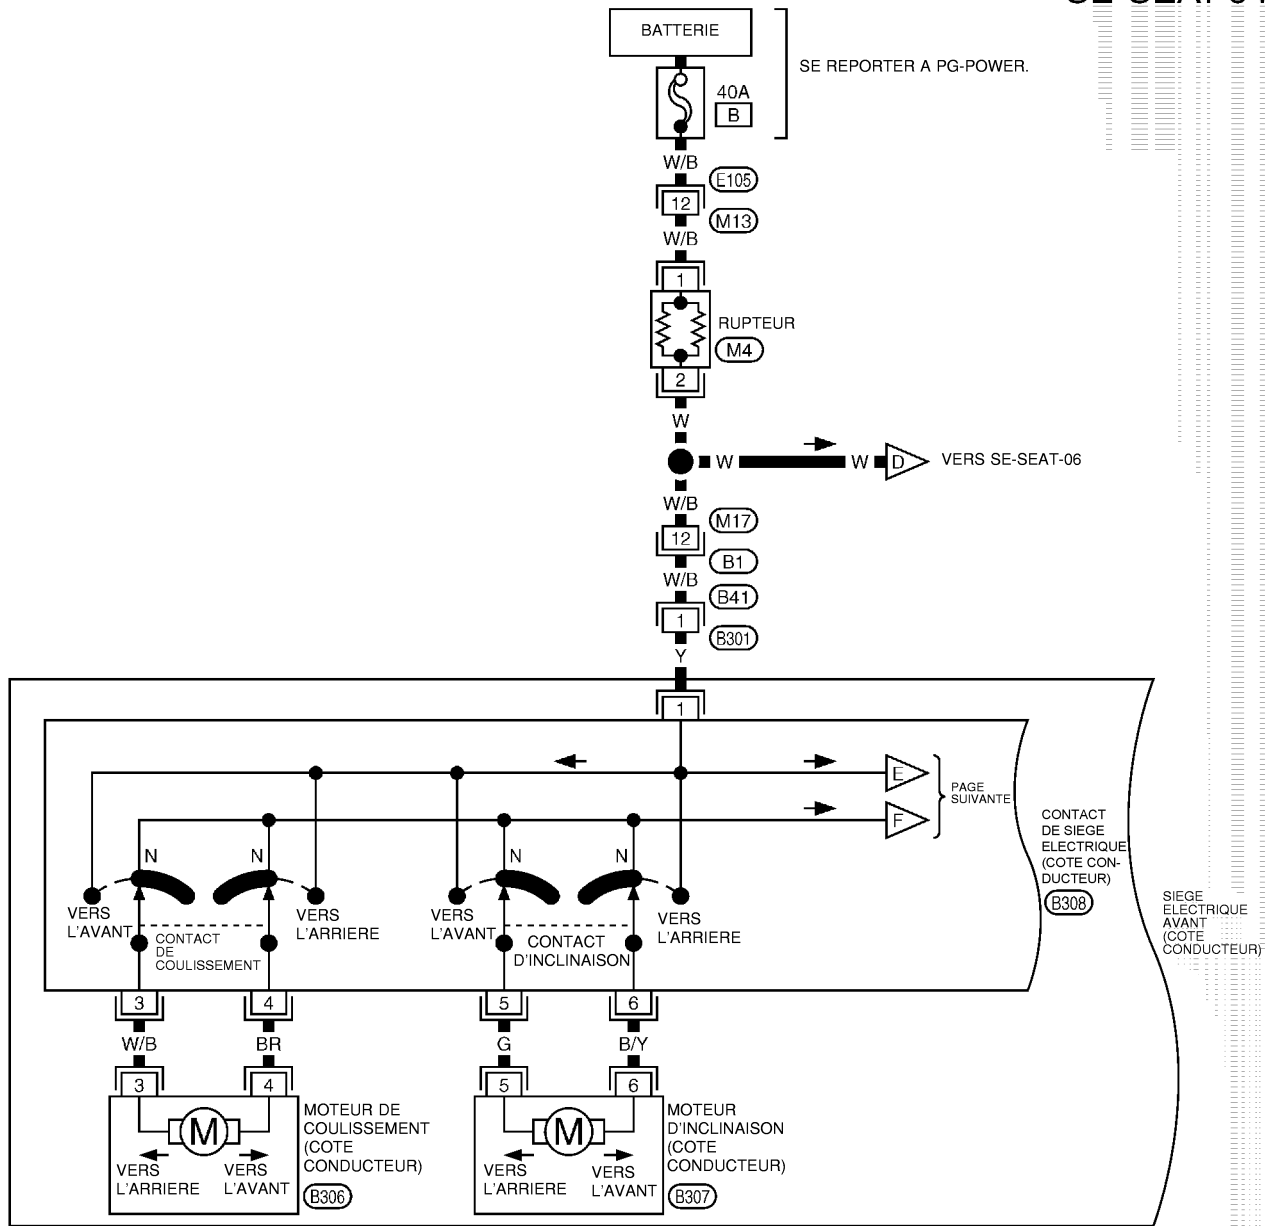 BATTERIE
SE REPORTER A PG-POWER.
40A
B
W/B
E105
12
M13
W/B
1
RUPTEUR
M4
2
W
W
W
D
VERS SE-SEAT-06
W/B
M17
12
B1
W/B
B41
1
B301
Y
1
E
F
PAGE
SUIVANTE
CONTACT
DE SIEGE
ELECTRIQUE
(COTE CON-
DUCTEUR)
B308
SIEGE
ELECTRIQUE
AVANT
(COTE
CONDUCTEUR)
N
N
N
N
VERS
L'AVANT
CONTACT
DE
COULISSEMENT
VERS
L'ARRIERE
VERS
L'AVANT
CONTACT
D'INCLINAISON
VERS
L'ARRIERE
3
4
5
6
W/B
BR
G
B/Y
3
4
5
6
M
VERS
L'ARRIERE
VERS
L'AVANT
MOTEUR DE
COULISSEMENT
(COTE
CONDUCTEUR)
B306
M
VERS
L'ARRIERE
VERS
L'AVANT
MOTEUR
D'INCLINAISON
(COTE
CONDUCTEUR)
B307